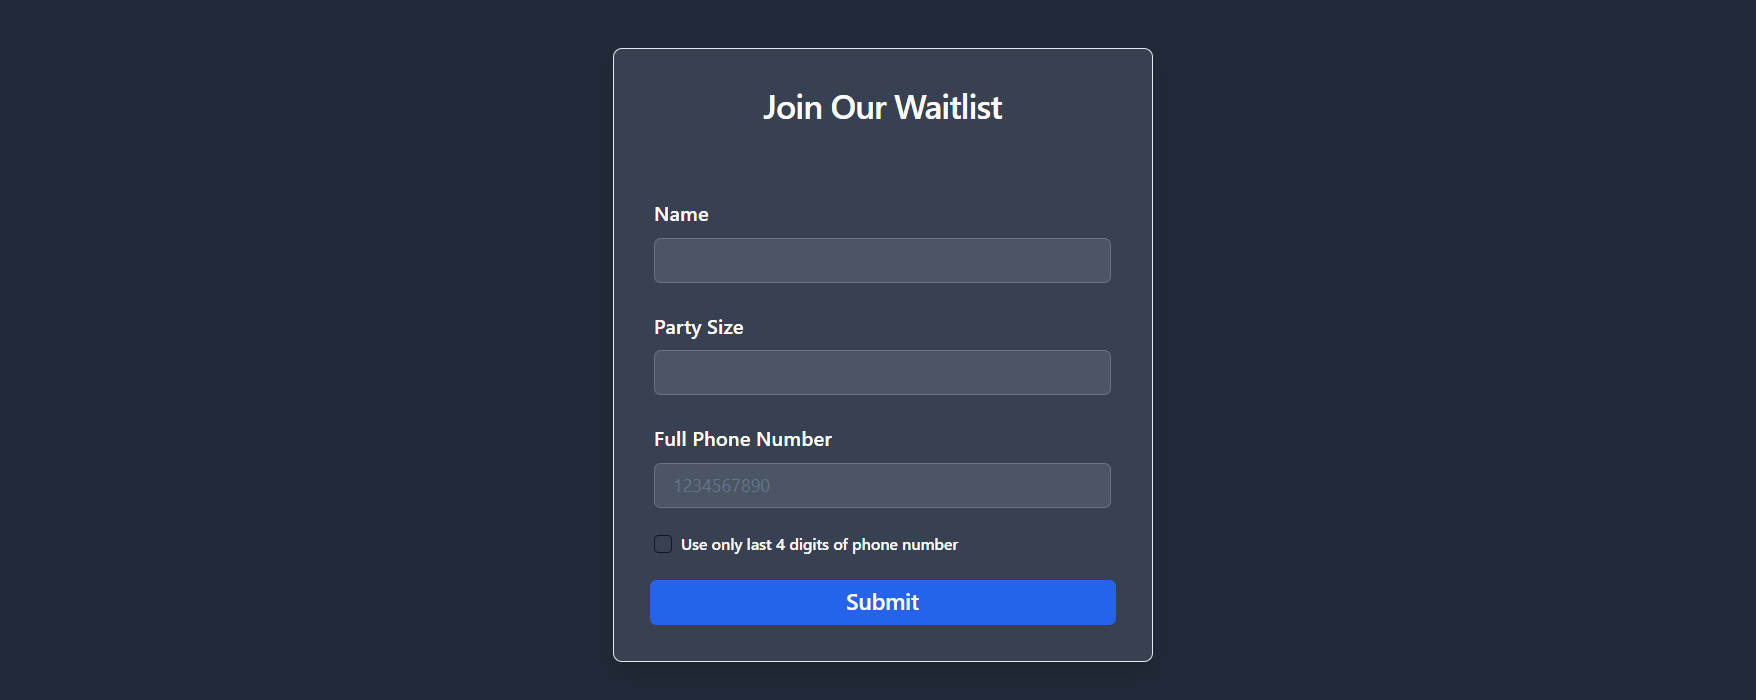 Join Our Waitlist
Name
Party Size
Full Phone Number
1234567890
Use only last 4 digits of phone number
Submit